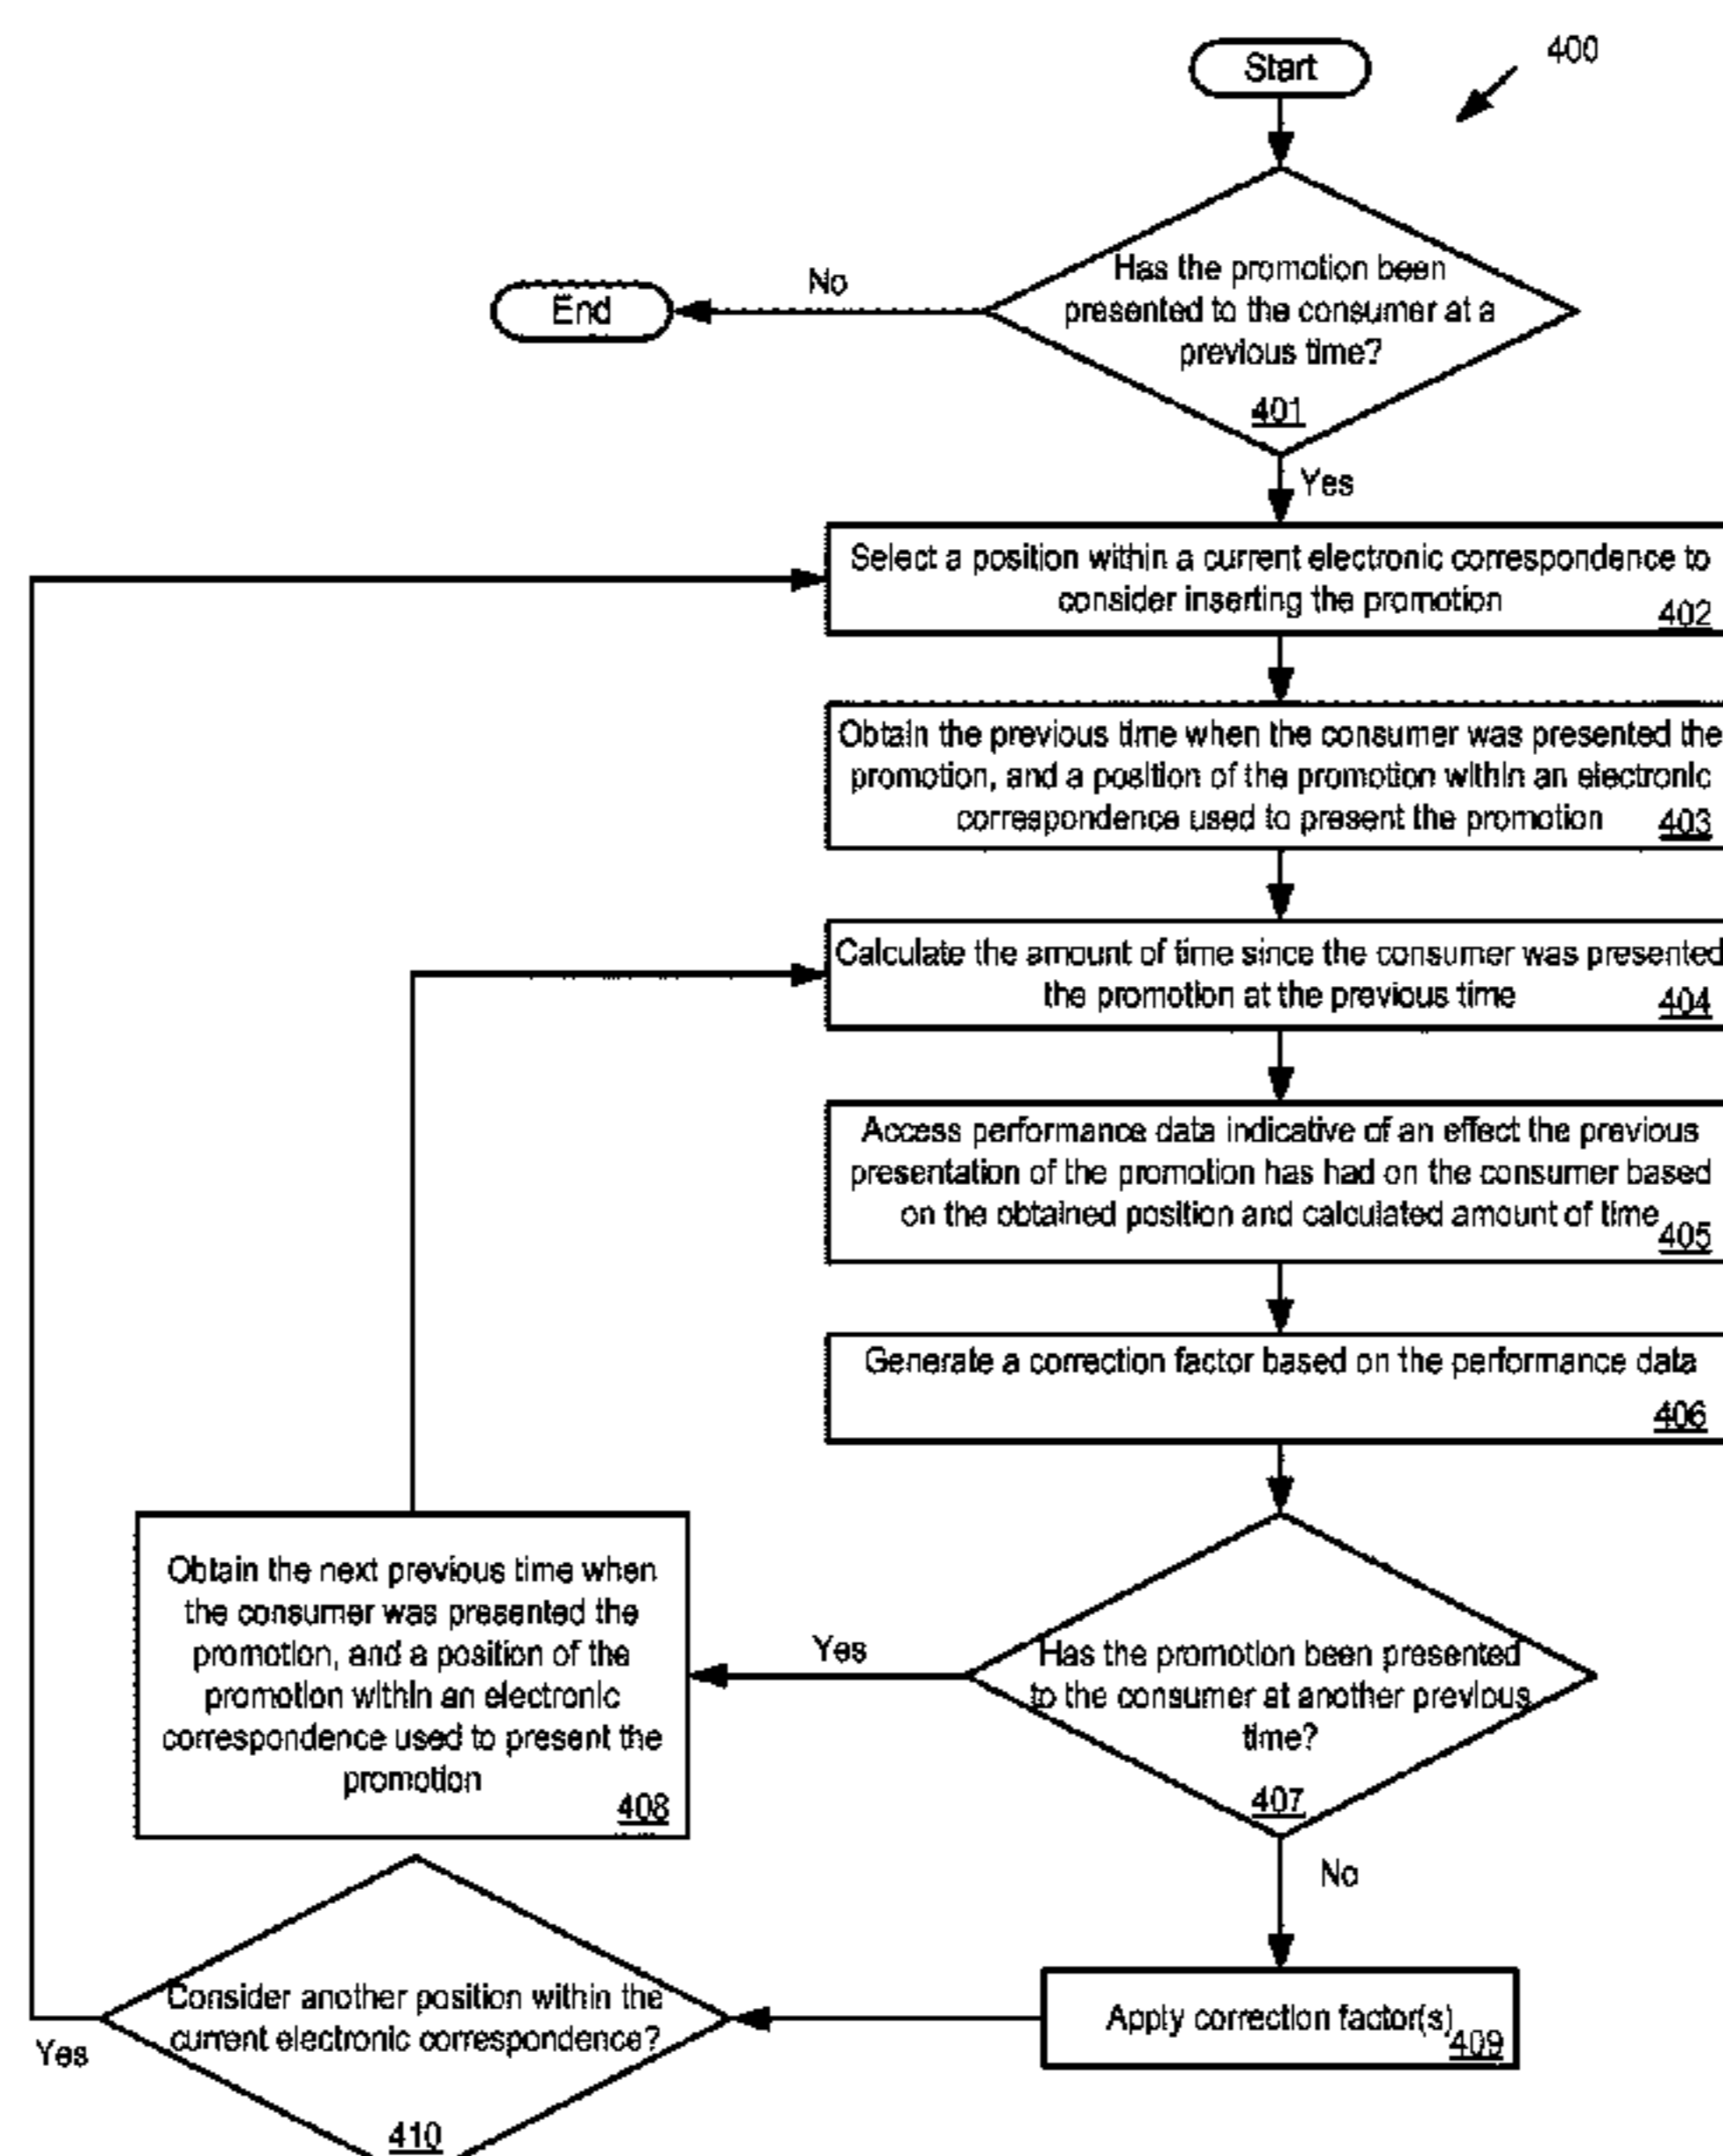 Start
400
Has the promotion been
presented to the consumer at a
previous time?
401
No
End
Yes
Select a position within a current electronic correspondence to
consider inserting the promotion
402
Obtain the previous time when the consumer was presented the
promotion, and a position of the promotion within an electronic
correspondence used to present the promotion
403
Calculate the amount of time since the consumer was presented
the promotion at the previous time
404
Access performance data indicative of an effect the previous
presentation of the promotion has had on the consumer based
on the obtained position and calculated amount of time
405
Generate a correction factor based on the performance data
406
Has the promotion been presented
to the consumer at another previous
time?
407
Yes
Obtain the next previous time when
the consumer was presented the
promotion, and a position of the
promotion within an electronic
correspondence used to present the
promotion
408
No
Apply correction factor(s)
409
Consider another position within the
current electronic correspondence?
410
Yes